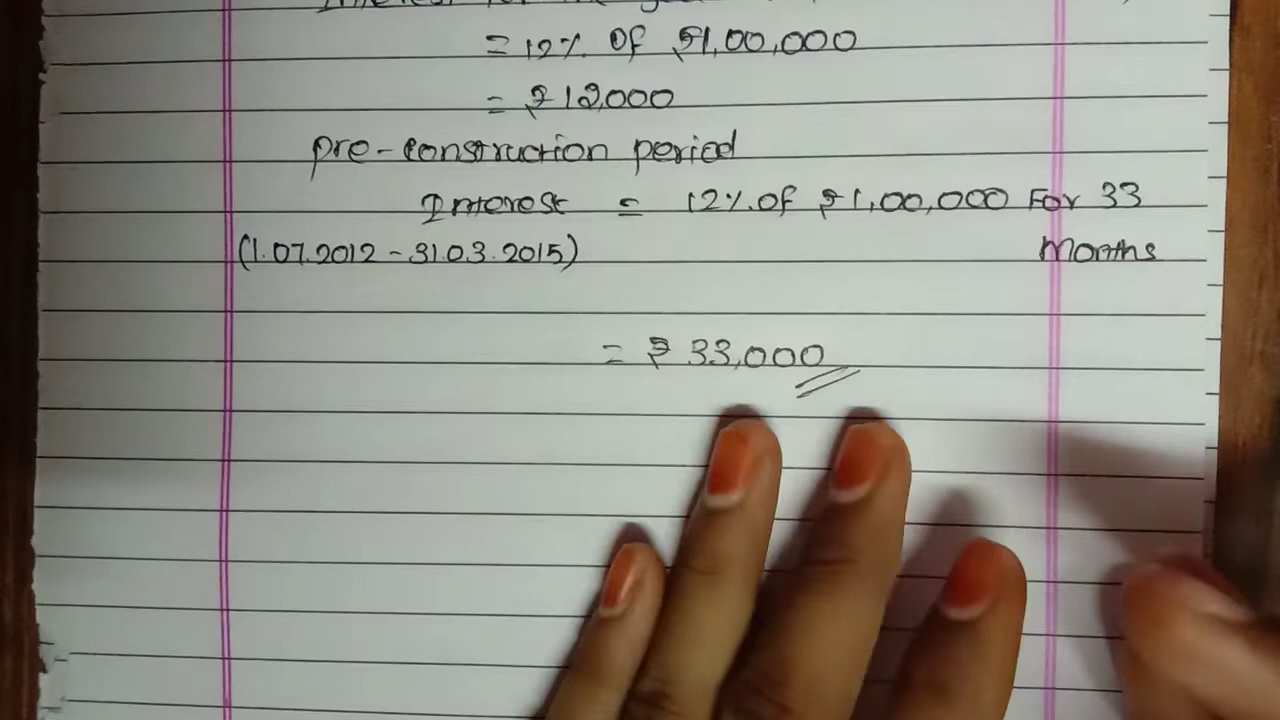 = 12% OF ₹1,00,000
= ₹12,000
Pre-construction period
Interest = 12% OF ₹1,00,000 For 33
(1.07.2012 - 31.03.2015) Months
= ₹ 33,000